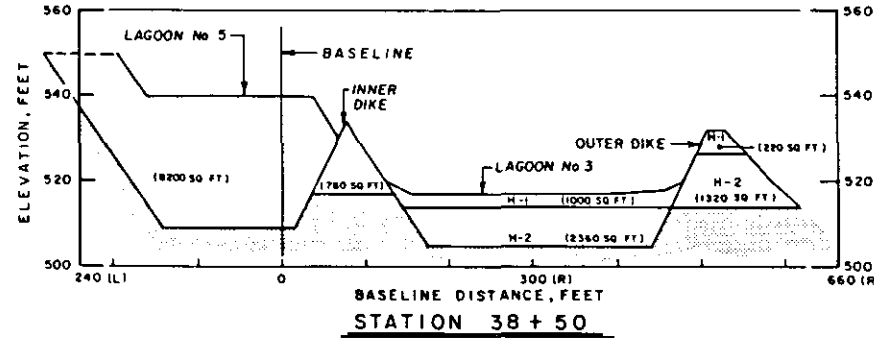 560
540
520
500
ELEVATION, FEET
LAGOON No 5
BASELINE
INNER
DIKE
OUTER DIKE
LAGOON No 3
560
540
520
500
(8200 SQ FT)
(780 SQ FT)
H-1
(220 SQ FT)
H-2
(1320 SQ FT)
H-1 (1000 SQ FT)
H-2 (2360 SQ FT)
240 (L)
0
300 (R)
660 (R
BASELINE DISTANCE, FEET
STATION 38 + 50